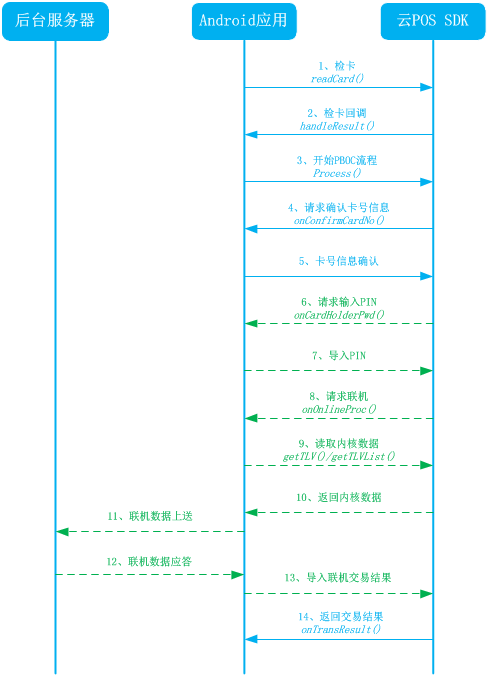 后台服务器
Android应用
云POS SDK
1、检卡
readCard()
2、检卡回调
handleResult()
3、开始PBOC流程
Process()
4、请求确认卡号信息
onConfirmCardNo()
5、卡号信息确认
6、请求输入PIN
onCardHolderPwd()
7、导入PIN
8、请求联机
onOnlineProc()
9、读取内核数据
getTLV()/getTLVList()
10、返回内核数据
11、联机数据上送
12、联机数据应答
13、导入联机交易结果
14、返回交易结果
onTransResult()